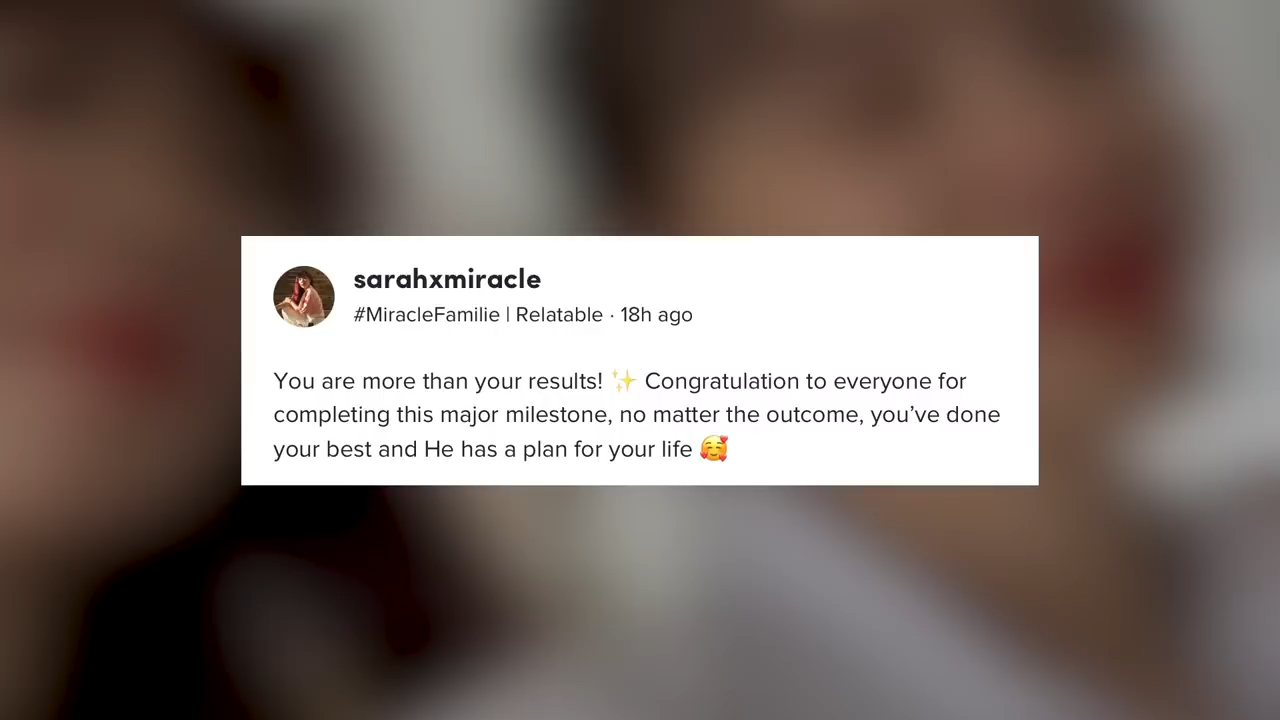 sarahxmiracle
#MiracleFamilie | Relatable · 18h ago
You are more than your results! ✨ Congratulation to everyone for
completing this major milestone, no matter the outcome, you’ve done
your best and He has a plan for your life 🥰